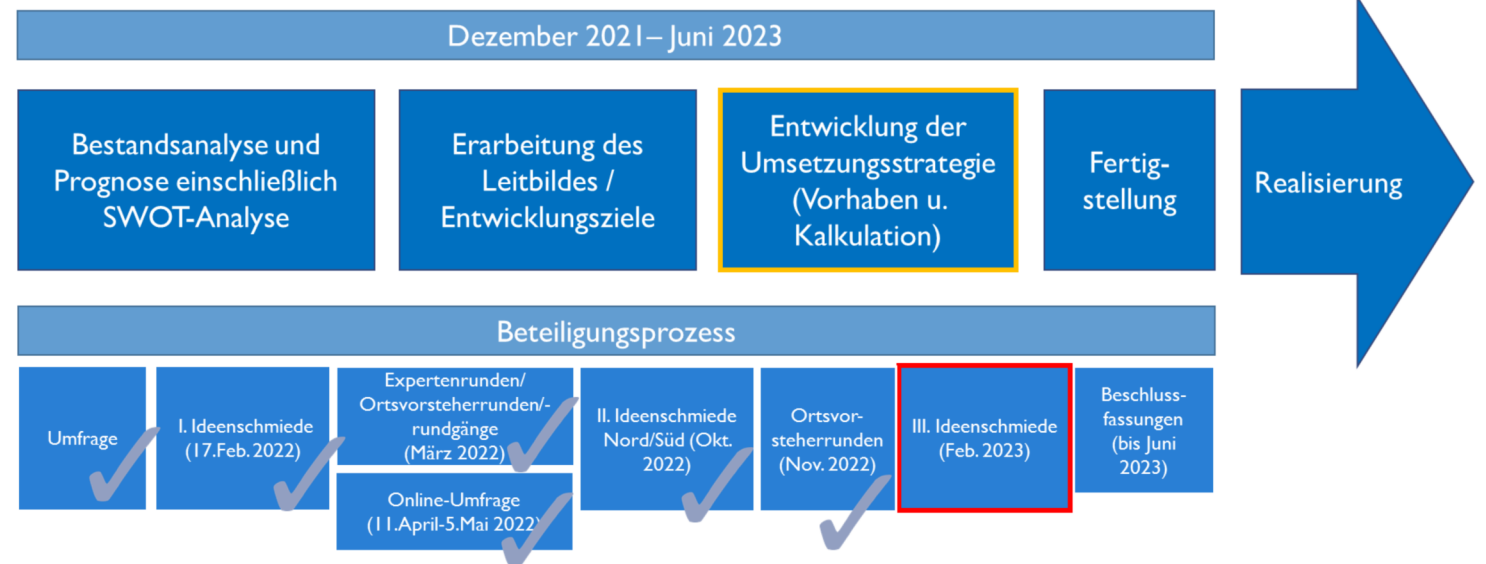 Dezember 2021– Juni 2023
Bestandsanalyse und
Prognose einschließlich
SWOT-Analyse
Erarbeitung des
Leitbildes /
Entwicklungsziele
Entwicklung der
Umsetzungsstrategie
(Vorhaben u.
Kalkulation)
Fertig-
stellung
Realisierung
Beteiligungsprozess
Umfrage
I. Ideenschmiede
(17.Feb. 2022)
Expertenrunden/
Ortsvorsteherrunden/-
rundgänge
(März 2022)
Online-Umfrage
(11.April-5.Mai 2022)
II. Ideenschmiede
Nord/Süd (Okt.
2022)
Ortsvor-
steherrunden
(Nov. 2022)
III. Ideenschmiede
(Feb. 2023)
Beschluss-
fassungen
(bis Juni
2023)